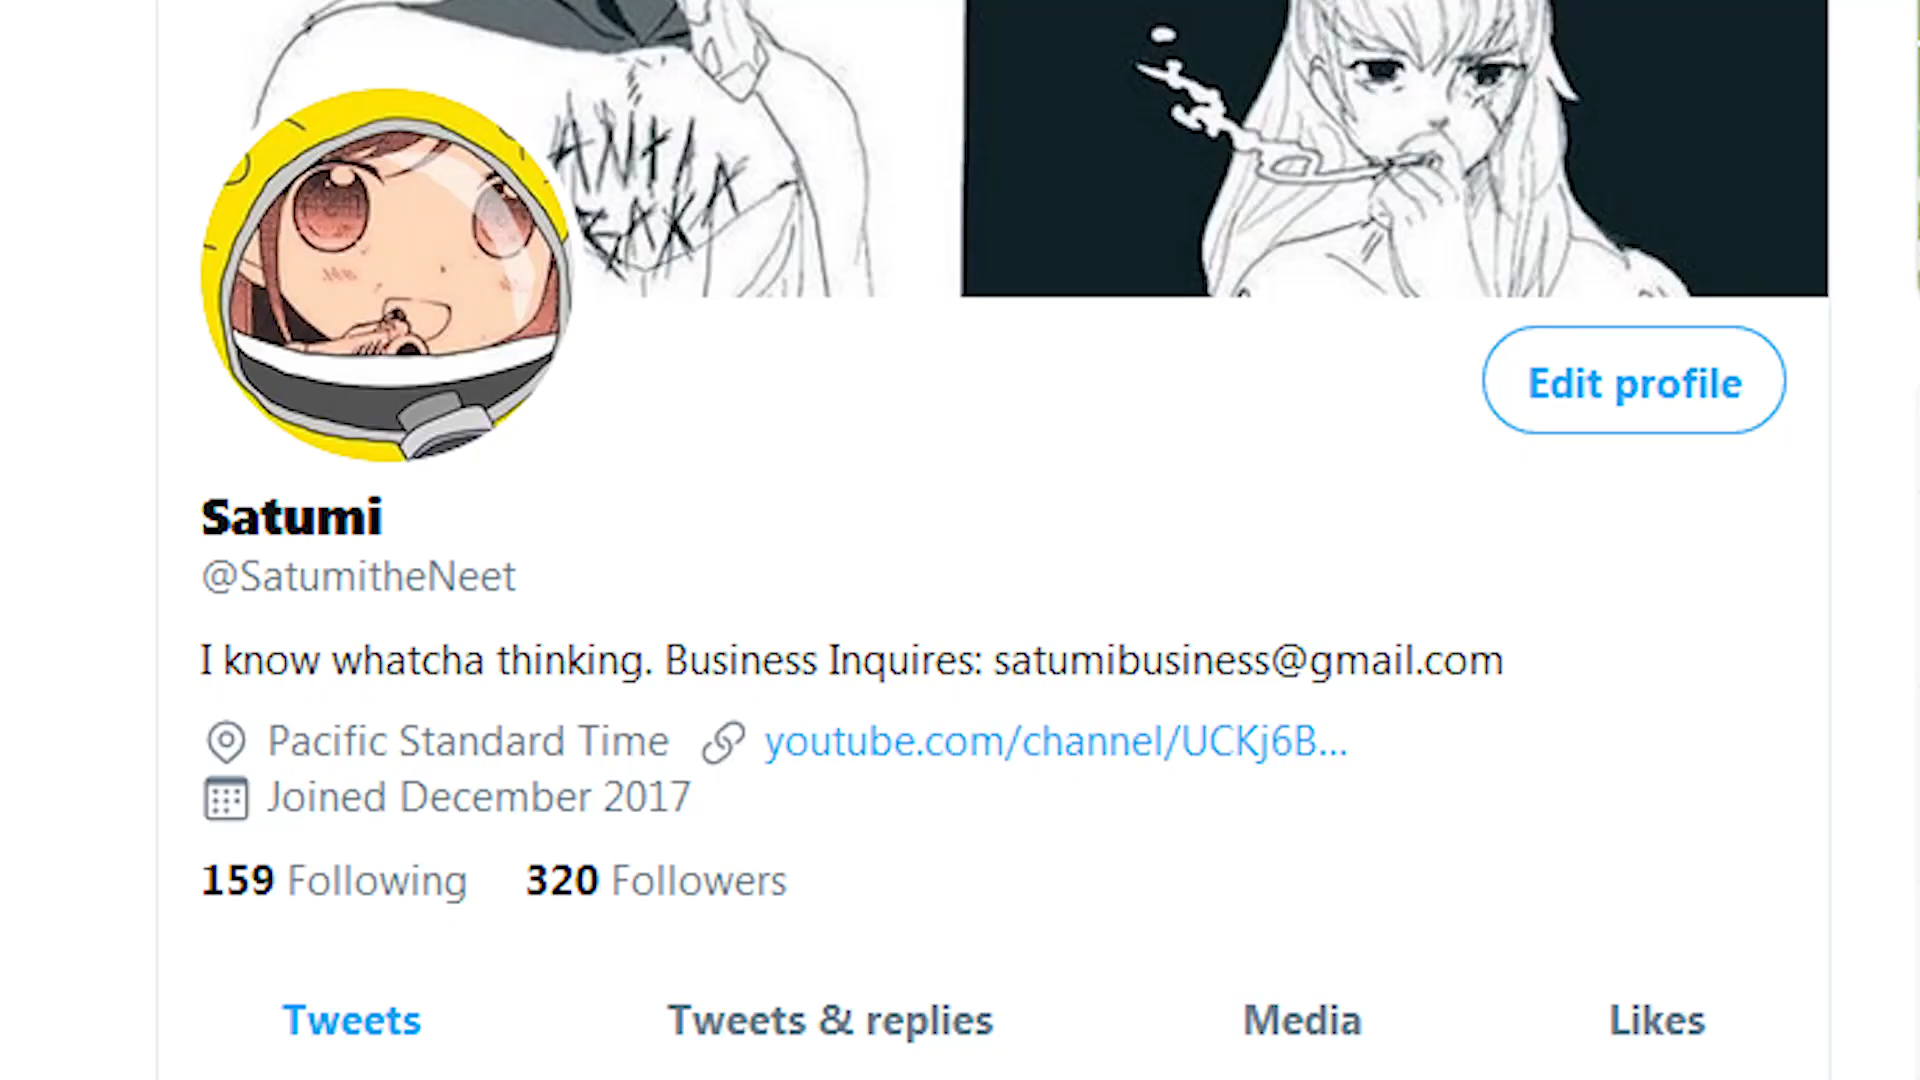 ANTI
BAKA
Edit profile
Satumi
@SatumitheNeet
I know whatcha thinking. Business Inquires: satumibusiness@gmail.com
Pacific Standard Time youtube.com/channel/UCKj6B...
Joined December 2017
159 Following 320 Followers
Tweets Tweets & replies Media Likes